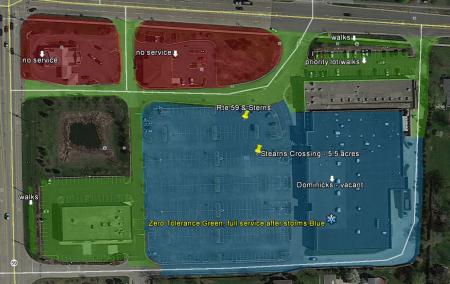 walks
no service
no service
priority lot/walks
Rte 59 & Sterns
Stearns Crossing - 5.5 acres
Dominicks - vacant
walks
Zero Tolerance Green, full service after storms Blue